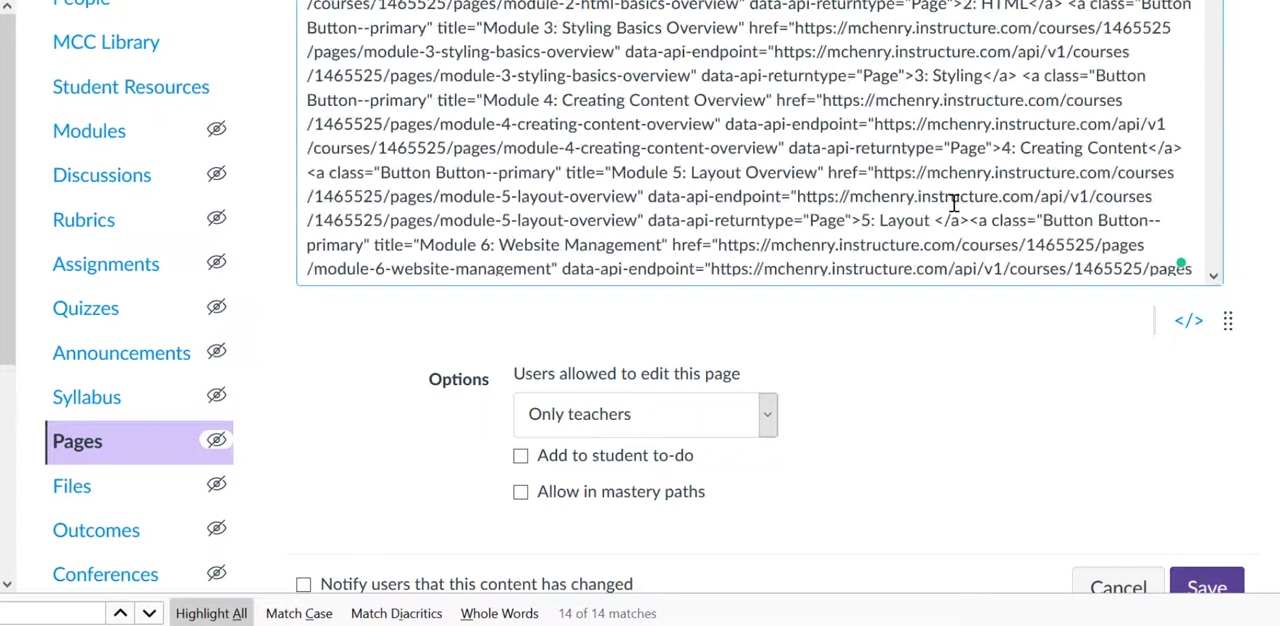 People
MCC Library
Student Resources
Modules
Discussions
Rubrics
Assignments
Quizzes
Announcements
Syllabus
Pages
Files
Outcomes
Conferences
/courses/1465525/pages/module-2-html-basics-overview" data-api-returntype="Page">2: HTML</a> <a class="Button
Button--primary" title="Module 3: Styling Basics Overview" href="https://mchenry.instructure.com/courses/1465525
/pages/module-3-styling-basics-overview" data-api-endpoint="https://mchenry.instructure.com/api/v1/courses
/1465525/pages/module-3-styling-basics-overview" data-api-returntype="Page">3: Styling</a> <a class="Button
Button--primary" title="Module 4: Creating Content Overview" href="https://mchenry.instructure.com/courses
/1465525/pages/module-4-creating-content-overview" data-api-endpoint="https://mchenry.instructure.com/api/v1
/courses/1465525/pages/module-4-creating-content-overview" data-api-returntype="Page">4: Creating Content</a>
<a class="Button Button--primary" title="Module 5: Layout Overview" href="https://mchenry.instructure.com/courses
/1465525/pages/module-5-layout-overview" data-api-endpoint="https://mchenry.instructure.com/api/v1/courses
/1465525/pages/module-5-layout-overview" data-api-returntype="Page">5: Layout </a><a class="Button Button--
primary" title="Module 6: Website Management" href="https://mchenry.instructure.com/courses/1465525/pages
/module-6-website-management" data-api-endpoint="https://mchenry.instructure.com/api/v1/courses/1465525/pages
</>
Options
Users allowed to edit this page
Only teachers
Add to student to-do
Allow in mastery paths
Notify users that this content has changed
Cancel
Save
Highlight All
Match Case
Match Diacritics
Whole Words
14 of 14 matches